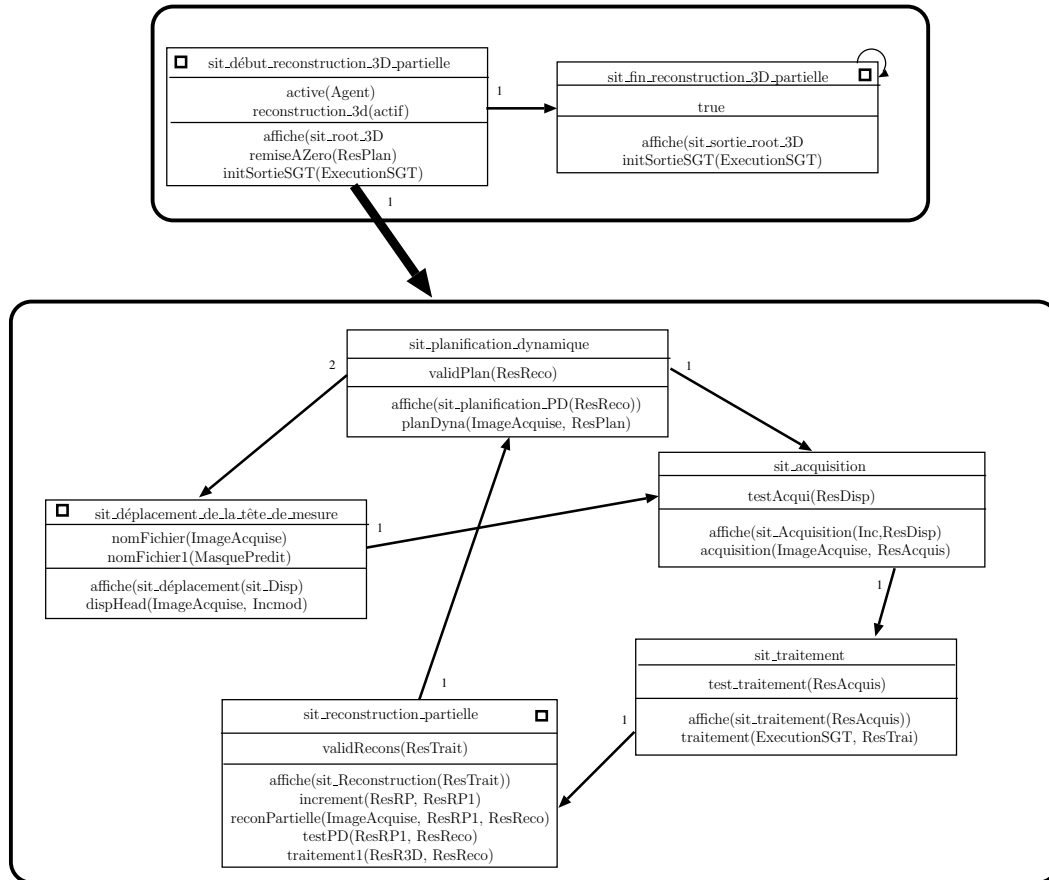 sit_début_reconstruction_3D_partielle
active(Agent)
reconstruction_3d(actif)
affiche(sit_root_3D
remiseAZero(ResPlan)
initSortieSGT(ExecutionSGT)
1
sit_fin_reconstruction_3D_partielle
true
affiche(sit_sortie_root_3D
initSortieSGT(ExecutionSGT)
1
sit_planification_dynamique
validPlan(ResReco)
affiche(sit_planification_PD(ResReco))
planDyna(ImageAcquise, ResPlan)
2
1
sit_acquisition
testAcqui(ResDisp)
affiche(sit_Acquisition(Inc,ResDisp)
acquisition(ImageAcquise, ResAcquis)
sit_déplacement_de_la_tête_de_mesure
nomFichier(ImageAcquise)
nomFichier1(MasquePredit)
affiche(sit_déplacement(sit_Disp)
dispHead(ImageAcquise, Incmod)
1
1
sit_traitement
test_traitement(ResAcquis)
affiche(sit_traitement(ResAcquis))
traitement(ExecutionSGT, ResTrai)
1
1
sit_reconstruction_partielle
validRecons(ResTrait)
affiche(sit_Reconstruction(ResTrait))
increment(ResRP, ResRP1)
reconPartielle(ImageAcquise, ResRP1, ResReco)
testPD(ResRP1, ResReco)
traitement1(ResR3D, ResReco)